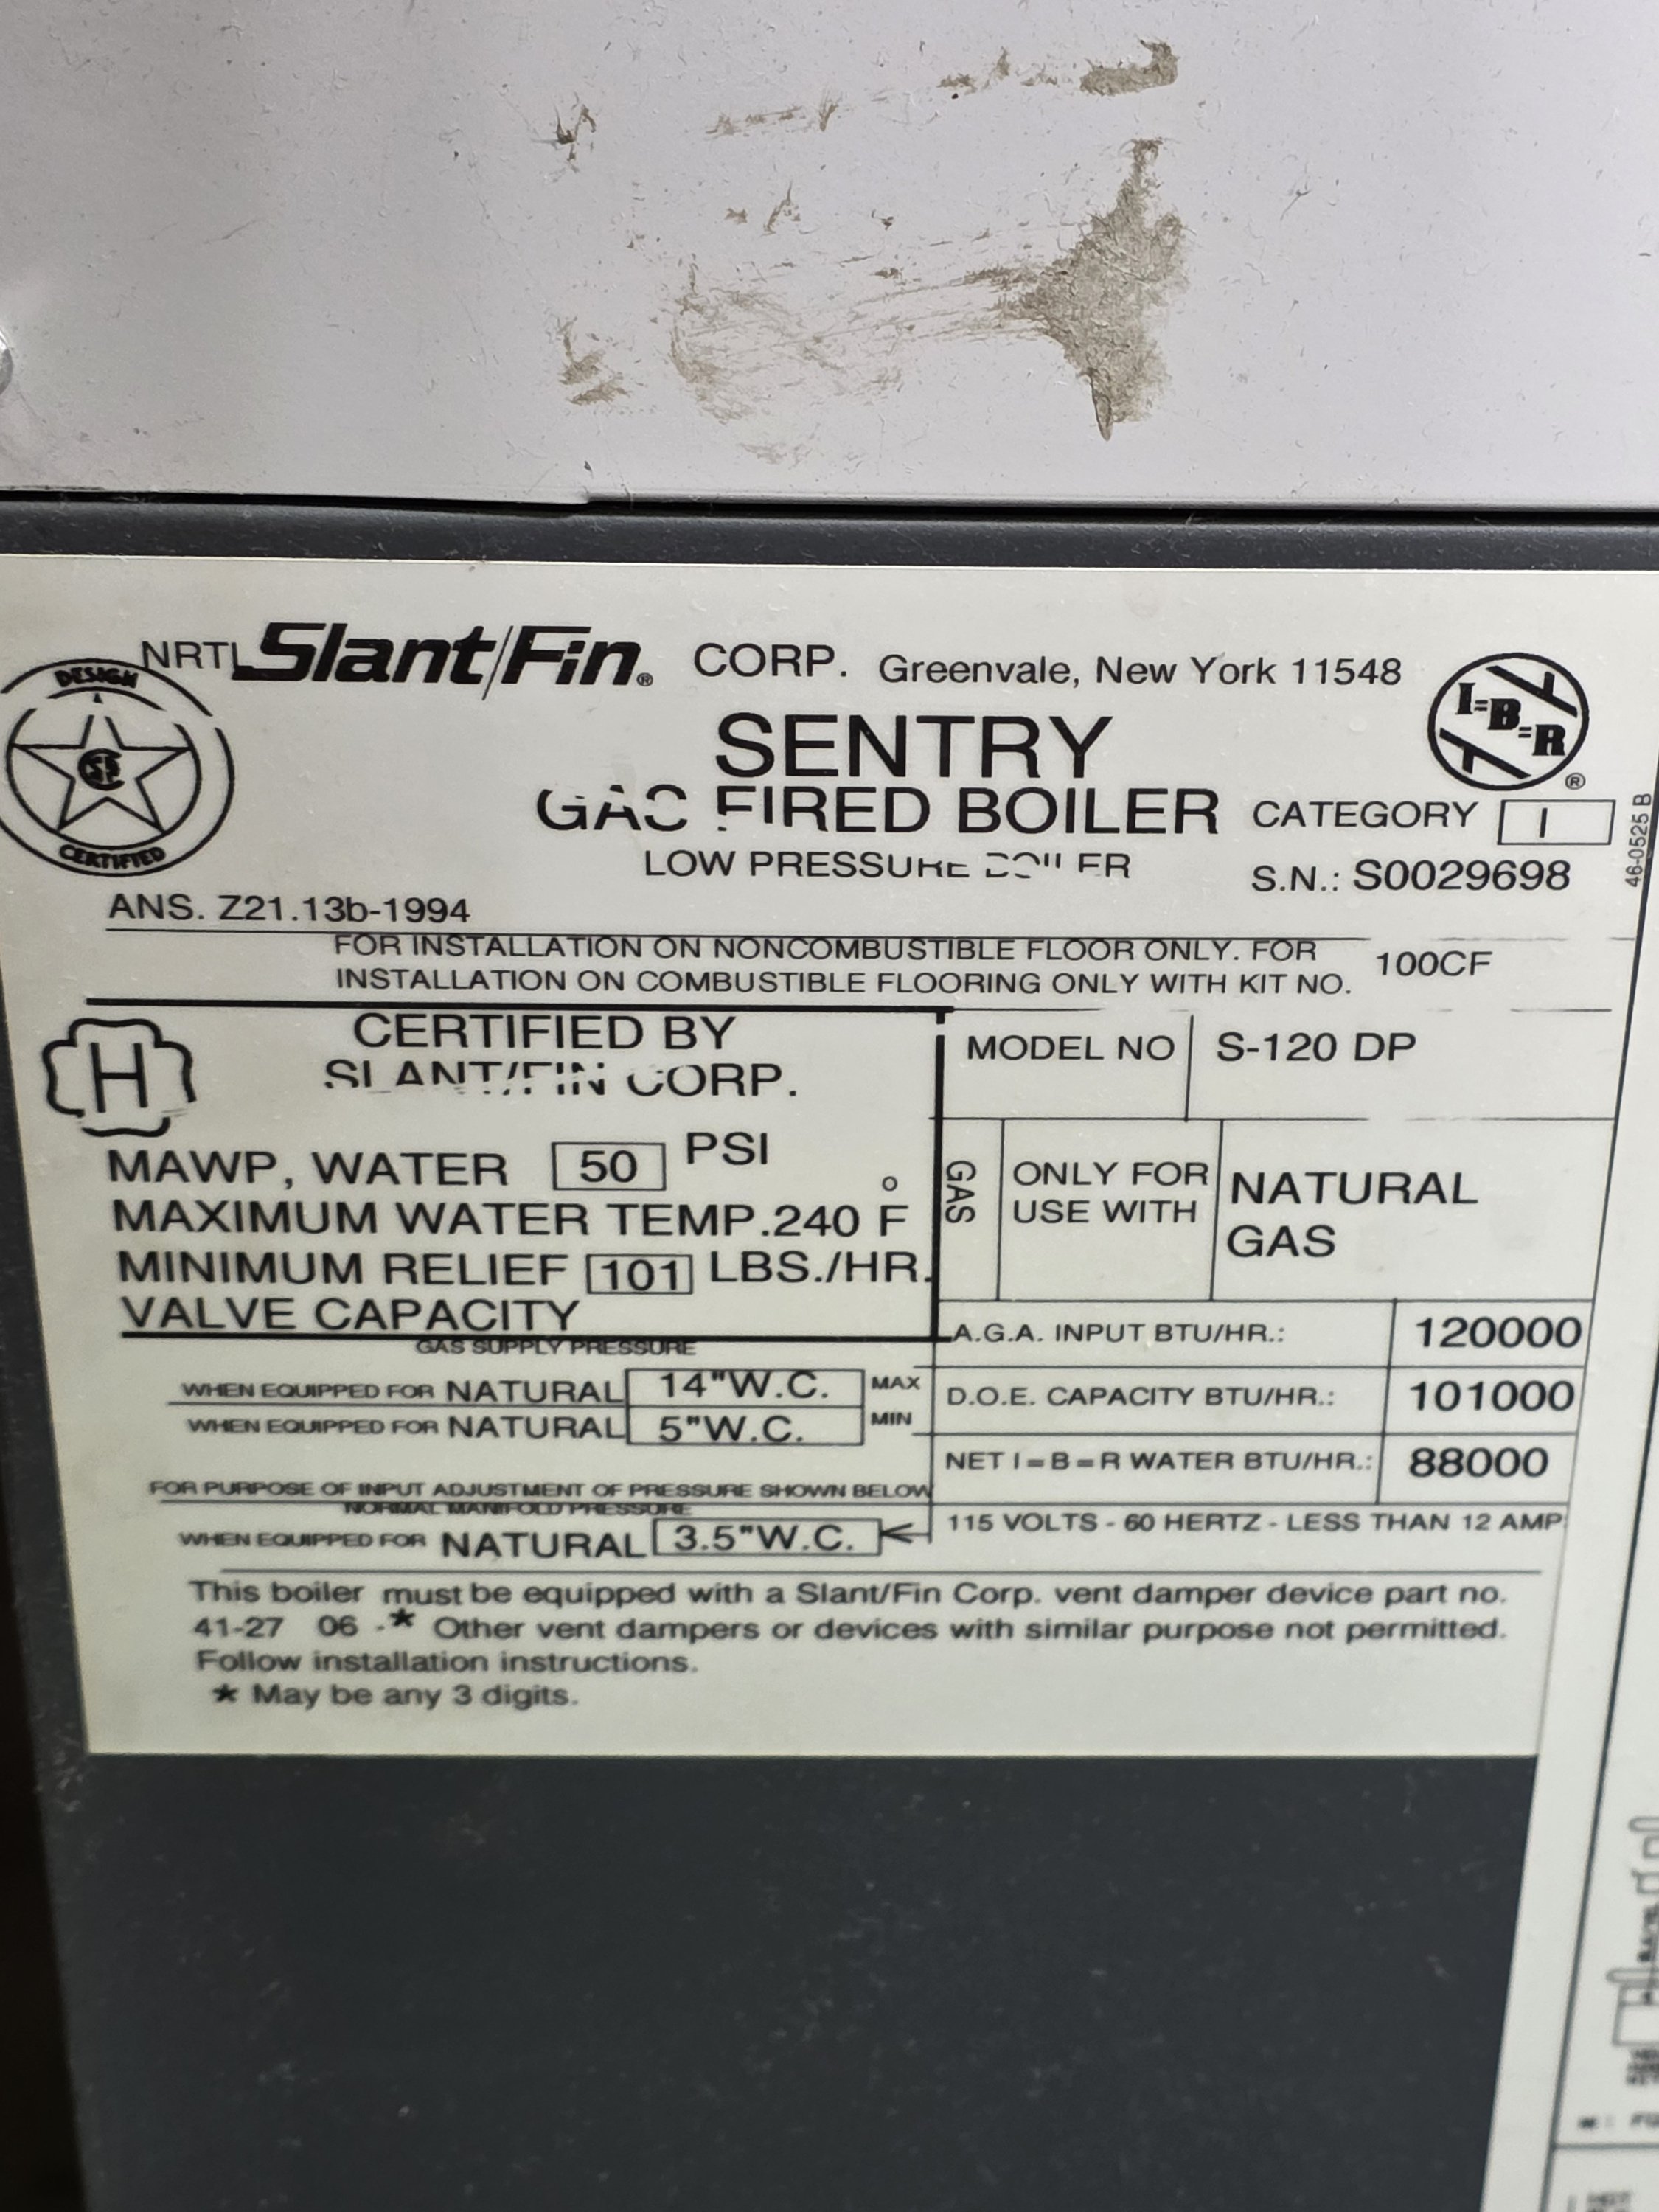 NRTL Slant/Fin® CORP. Greenvale, New York 11548
DESIGN
CERTIFIED
I=B=R
®
SENTRY
GAS FIRED BOILER CATEGORY I
LOW PRESSURE BOILER S.N.: S0029698
46-0525 B
ANS. Z21.13b-1994
FOR INSTALLATION ON NONCOMBUSTIBLE FLOOR ONLY. FOR
INSTALLATION ON COMBUSTIBLE FLOORING ONLY WITH KIT NO. 100CF
H
CERTIFIED BY
SLANT/FIN CORP.
MAWP, WATER 50 PSI
MAXIMUM WATER TEMP.240 °F
MINIMUM RELIEF 101 LBS./HR.
VALVE CAPACITY
MODEL NO S-120 DP
GAS
ONLY FOR
USE WITH
NATURAL
GAS
A.G.A. INPUT BTU/HR.: 120000
D.O.E. CAPACITY BTU/HR.: 101000
NET I=B=R WATER BTU/HR.: 88000
115 VOLTS - 60 HERTZ - LESS THAN 12 AMP
GAS SUPPLY PRESSURE
WHEN EQUIPPED FOR NATURAL 14"W.C. MAX
WHEN EQUIPPED FOR NATURAL 5"W.C. MIN
FOR PURPOSE OF INPUT ADJUSTMENT OF PRESSURE SHOWN BELOW
NORMAL MANIFOLD PRESSURE
WHEN EQUIPPED FOR NATURAL 3.5"W.C.
This boiler must be equipped with a Slant/Fin Corp. vent damper device part no.
41-27 06 -* Other vent dampers or devices with similar purpose not permitted.
Follow installation instructions.
* May be any 3 digits.